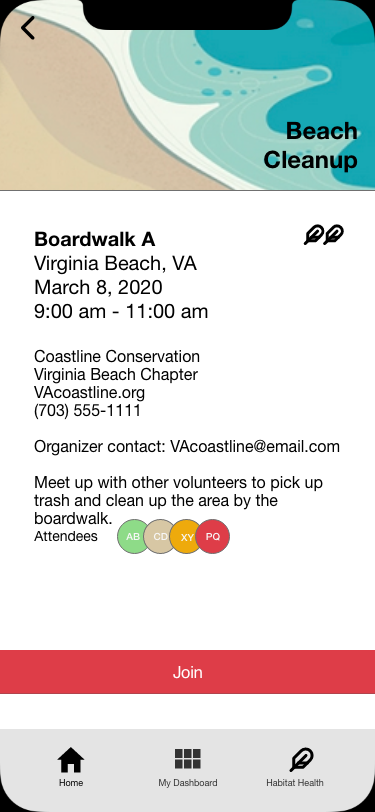 Beach
Cleanup
Boardwalk A
Virginia Beach, VA
March 8, 2020
9:00 am - 11:00 am
Coastline Conservation
Virginia Beach Chapter
VAcoastline.org
(703) 555-1111
Organizer contact: VAcoastline@email.com
Meet up with other volunteers to pick up
trash and clean up the area by the
boardwalk.
Attendees AB CD XY PQ
Join
Home My Dashboard Habitat Health